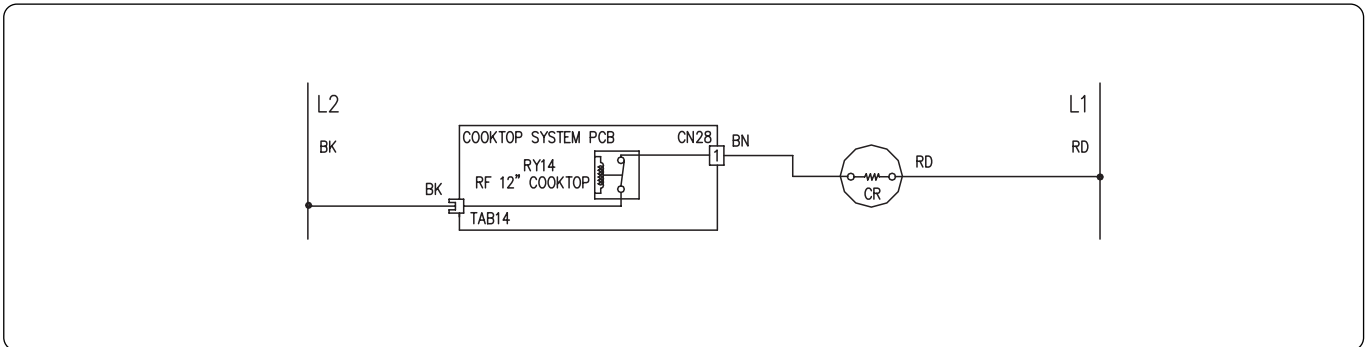 L2
L1
BK
RD
COOKTOP SYSTEM PCB
CN28
RY14
RF 12" COOKTOP
1
BN
RD
CR
BK
TAB14